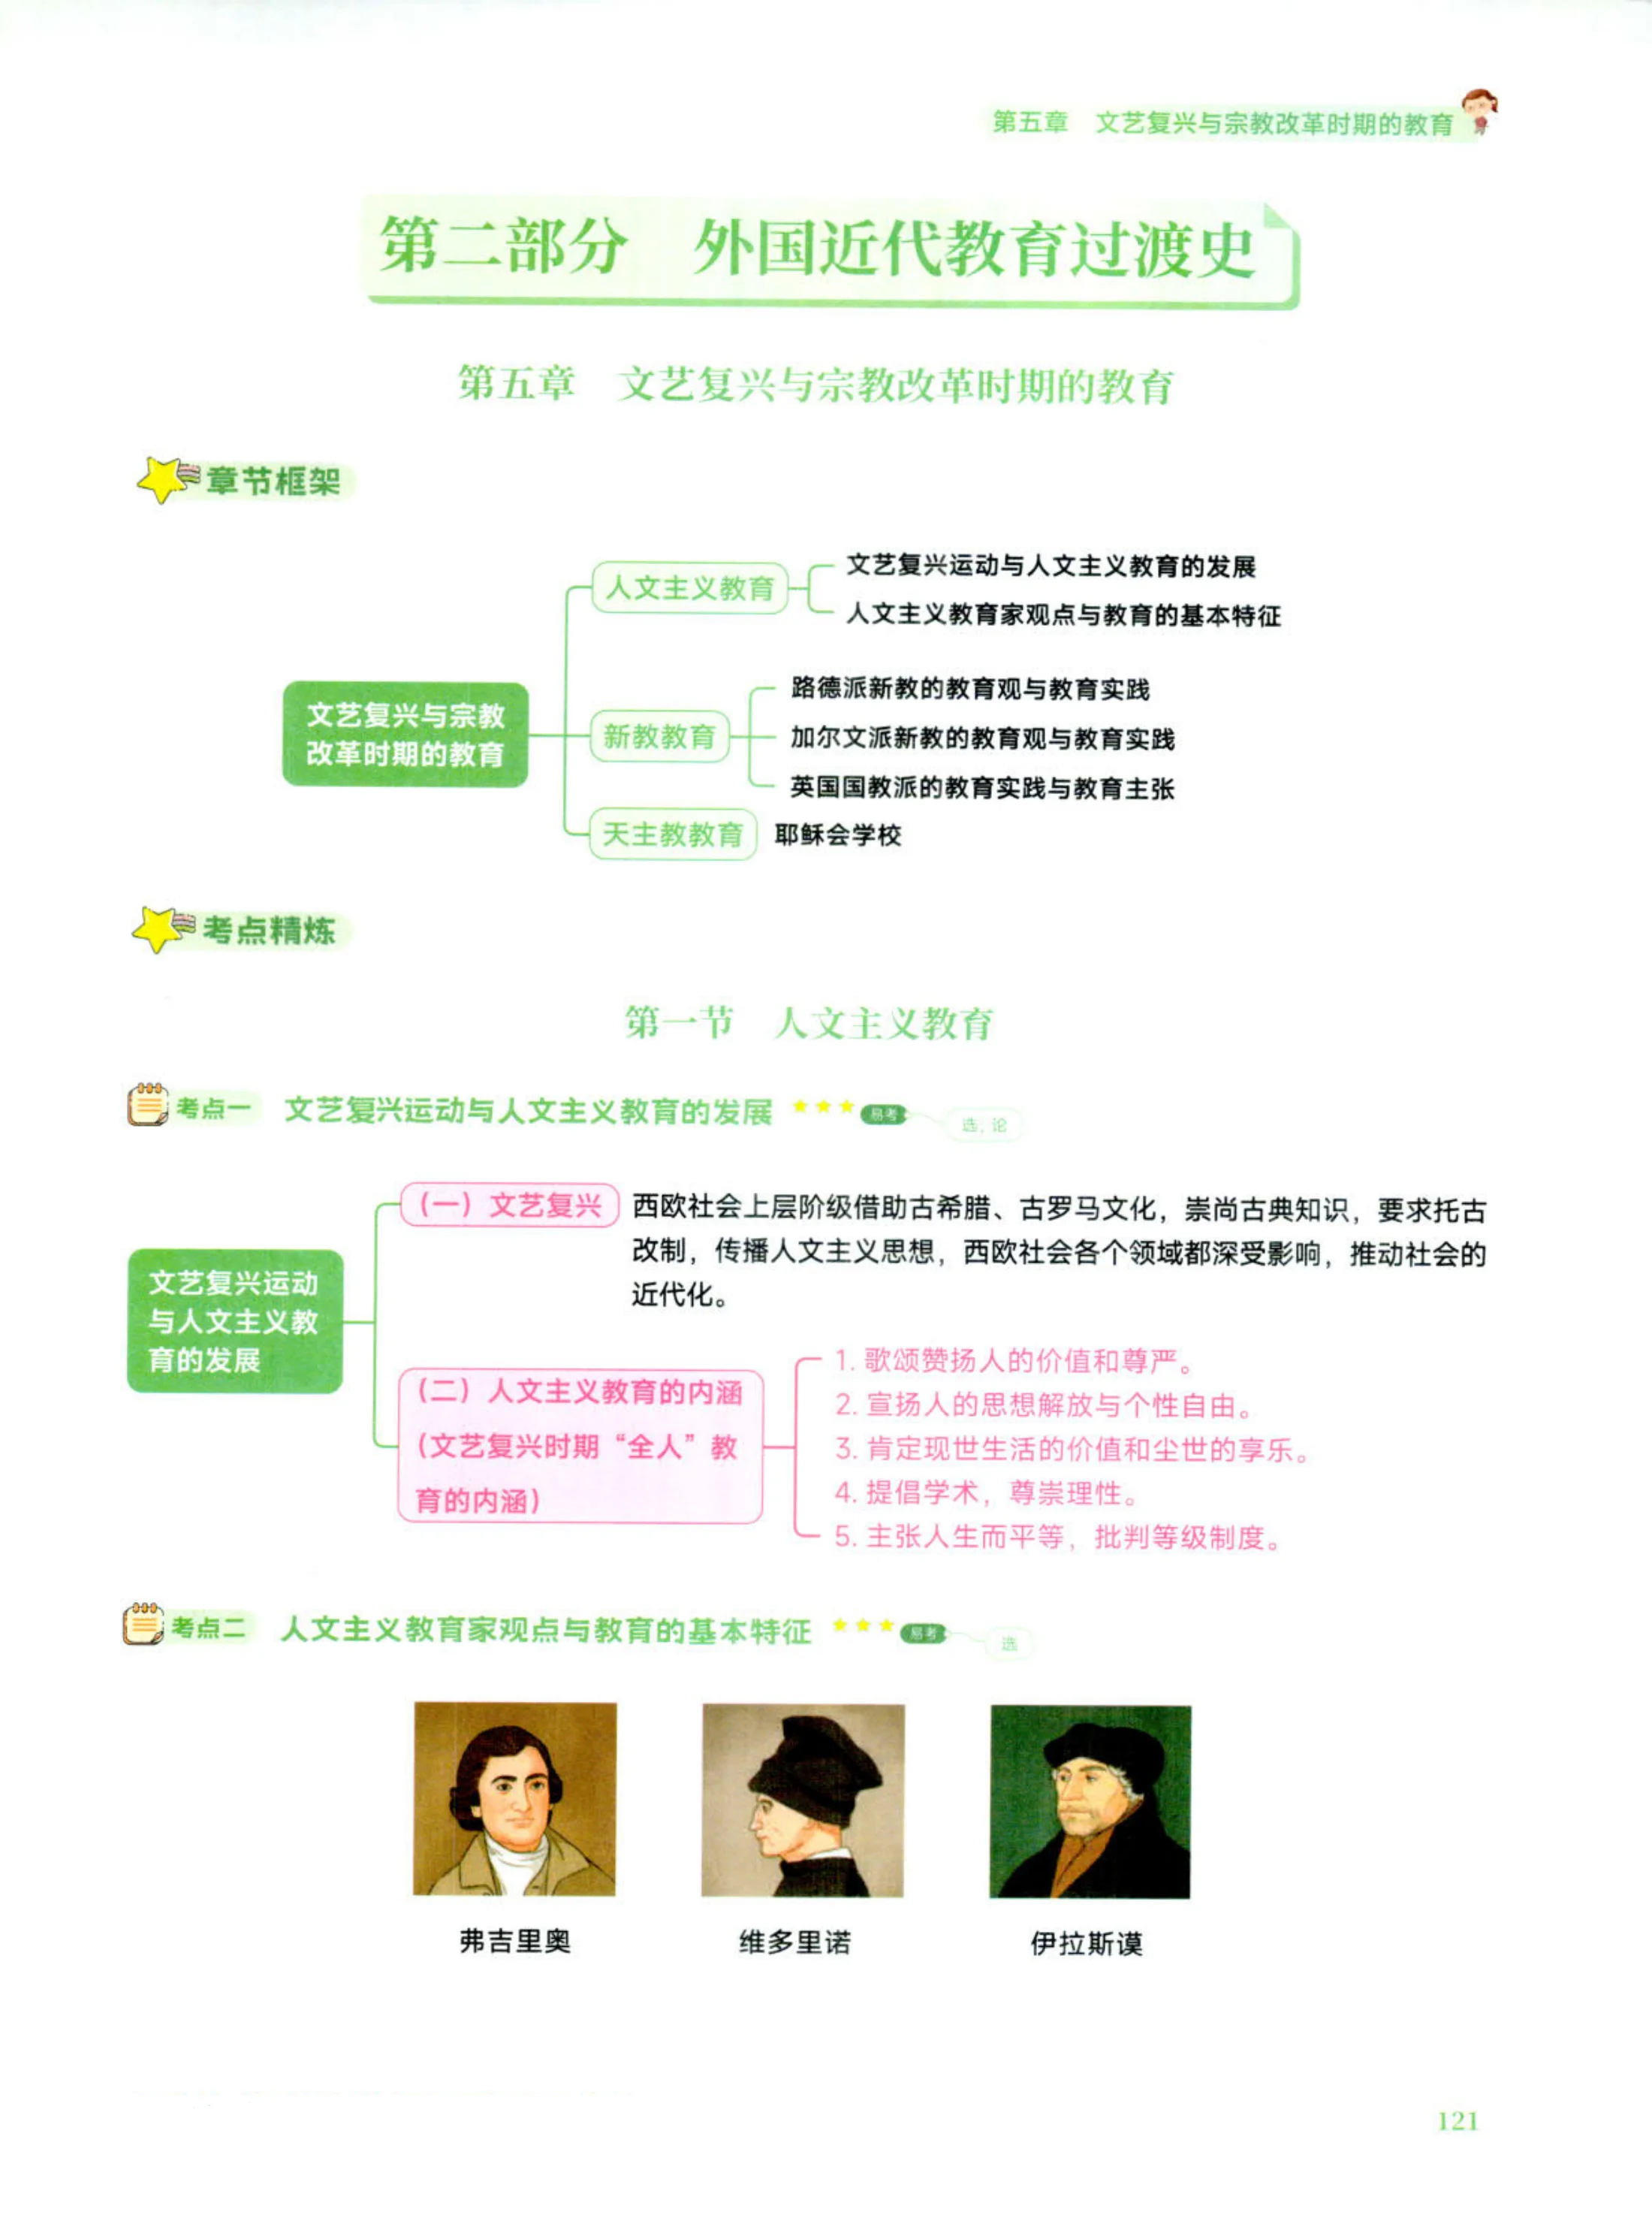 第五章 文艺复兴与宗教改革时期的教育
第二部分 外国近代教育过渡史
第五章 文艺复兴与宗教改革时期的教育
章节框架
文艺复兴与宗教
改革时期的教育
人文主义教育
文艺复兴运动与人文主义教育的发展
人文主义教育家观点与教育的基本特征
新教教育
路德派新教的教育观与教育实践
加尔文派新教的教育观与教育实践
英国国教派的教育实践与教育主张
天主教教育
耶稣会学校
考点精炼
第一节 人文主义教育
考点一 文艺复兴运动与人文主义教育的发展 易考 选、论
文艺复兴运动
与人文主义教
育的发展
(一) 文艺复兴
西欧社会上层阶级借助古希腊、古罗马文化，崇尚古典知识，要求托古
改制，传播人文主义思想，西欧社会各个领域都深受影响，推动社会的
近代化。
(二) 人文主义教育的内涵
(文艺复兴时期“全人”教
育的内涵)
1. 歌颂赞扬人的价值和尊严。
2. 宣扬人的思想解放与个性自由。
3. 肯定现世生活的价值和尘世的享乐。
4. 提倡学术，尊崇理性。
5. 主张人生而平等，批判等级制度。
考点二 人文主义教育家观点与教育的基本特征 易考 选
弗吉里奥 维多里诺 伊拉斯谟
121